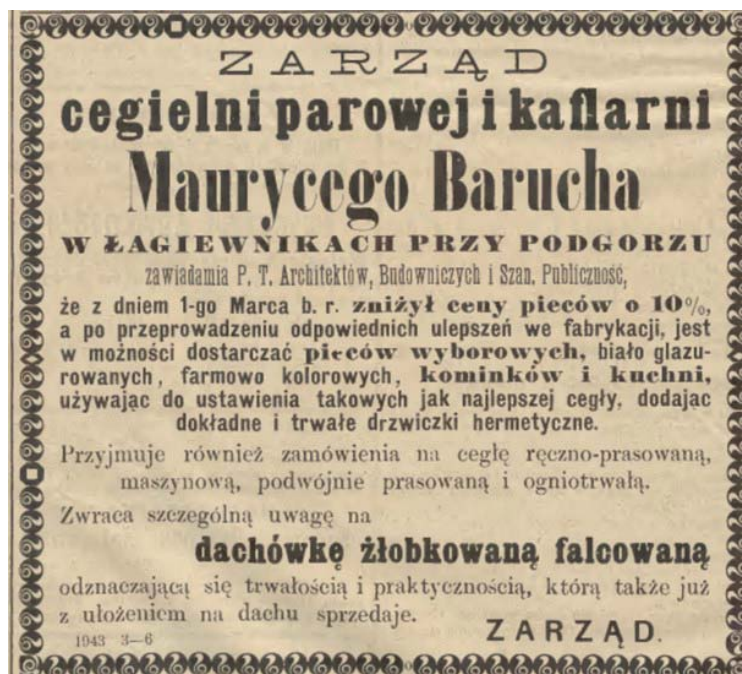 ZARZĄD
cegielni parowej i kaflarni
Maurycego Barucha
W ŁAGIEWNIKACH PRZY PODGORZU
zawiadamia P. T. Architektów, Budowniczych i Szan. Publiczność,
że z dniem 1-go Marca b. r. zniżył ceny pieców o 10%,
a po przeprowadzeniu odpowiednich ulepszeń we fabrykacji, jest
w możności dostarczać pieców wyborowych, biało glazu-
rowanych, farmowo kolorowych, kominków i kuchni,
używając do ustawienia takowych jak najlepszej cegły, dodając
dokładne i trwałe drzwiczki hermetyczne.
Przyjmuje również zamówienia na cegłę ręczno-prasowaną,
maszynową, podwójnie prasowaną i ogniotrwałą.
Zwraca szczególną uwagę na
dachówkę żłobkowaną falcowaną
odznaczającą się trwałością i praktycznością, którą także już
z ułożeniem na dachu sprzedaje.
1943 3—6
ZARZĄD.